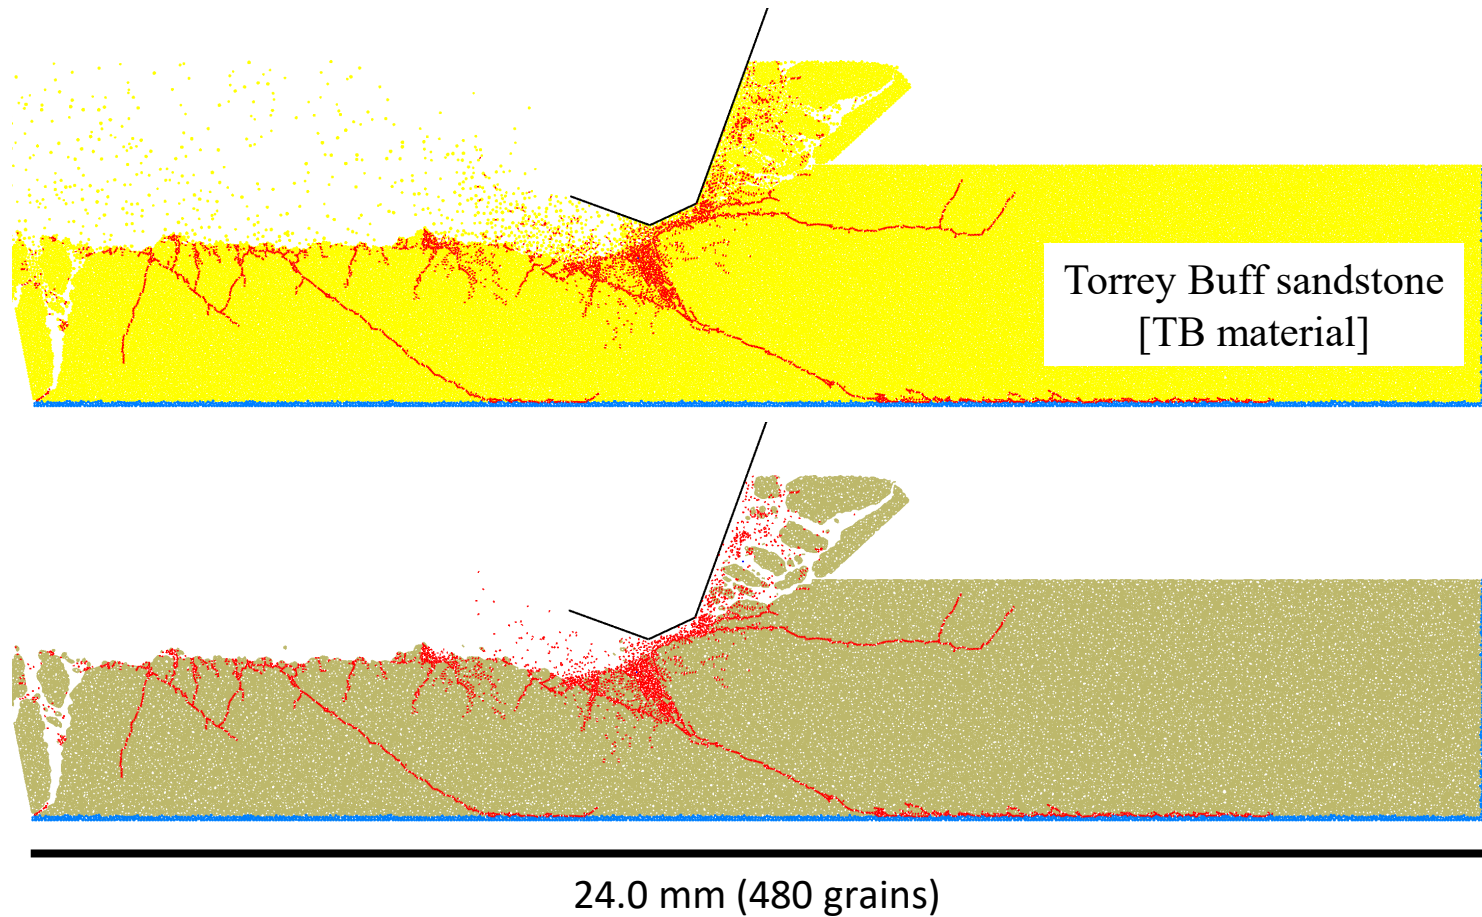 Torrey Buff sandstone
[TB material]
24.0 mm (480 grains)